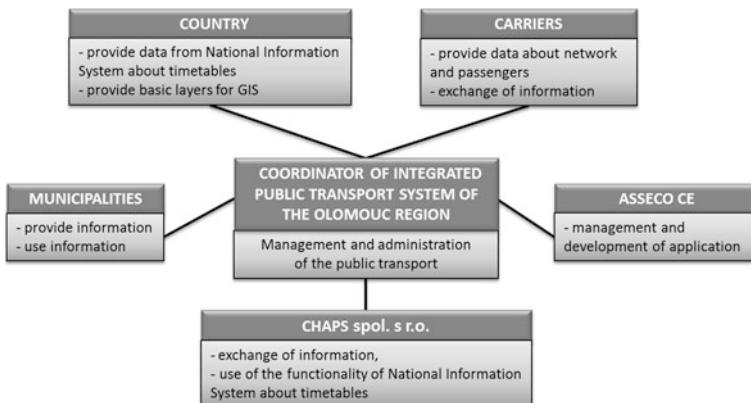 COUNTRY
- provide data from National Information
System about timetables
- provide basic layers for GIS
CARRIERS
- provide data about network
and passengers
- exchange of information
COORDINATOR OF INTEGRATED
PUBLIC TRANSPORT SYSTEM OF
THE OLOMOUC REGION
Management and administration
of the public transport
MUNICIPALITIES
- provide information
- use information
ASSECO CE
- management and
development of application
CHAPS spol. s r.o.
- exchange of information,
- use of the functionality of National Information
System about timetables